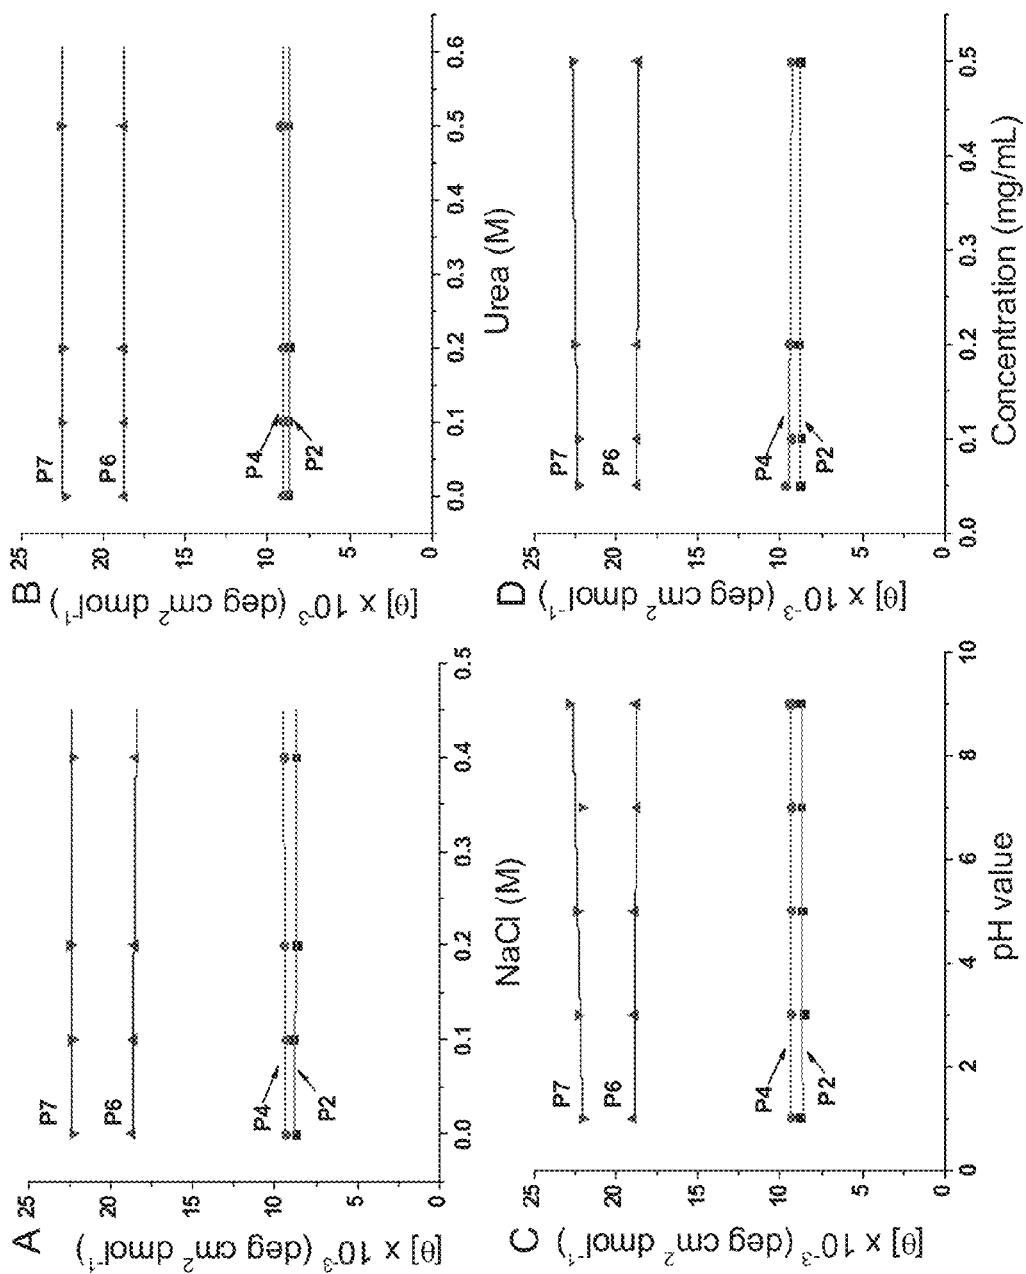 A
[θ] x 10⁻³ (deg cm² dmol⁻¹)
25
20
15
10
5
0
P7
P6
P4
P2
0.0
0.1
0.2
0.3
0.4
0.5
NaCl (M)
B
[θ] x 10⁻³ (deg cm² dmol⁻¹)
25
20
15
10
5
0
P7
P6
P4
P2
0.0
0.1
0.2
0.3
0.4
0.5
0.6
Urea (M)
C
[θ] x 10⁻³ (deg cm² dmol⁻¹)
25
20
15
10
5
0
P7
P6
P4
P2
0
2
4
6
8
10
pH value
D
[θ] x 10⁻³ (deg cm² dmol⁻¹)
25
20
15
10
5
0
P7
P6
P4
P2
0.0
0.1
0.2
0.3
0.4
0.5
Concentration (mg/mL)